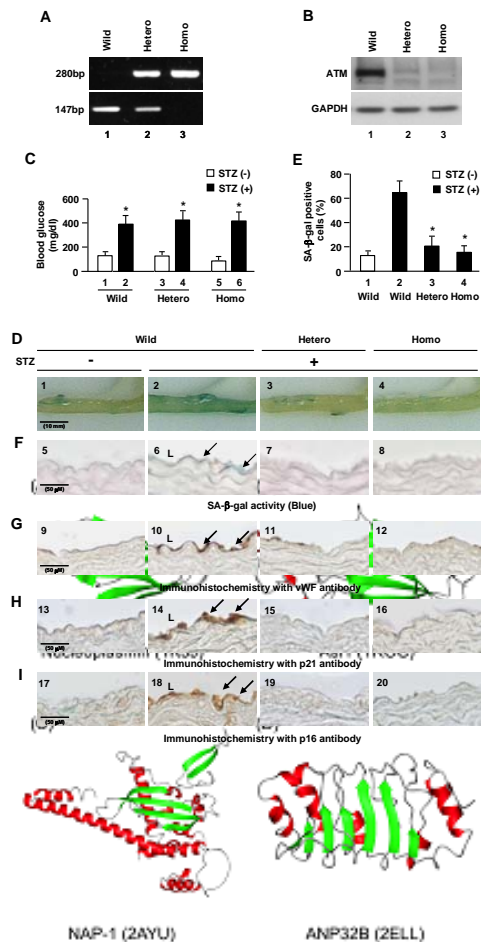 A
Wild
Hetero
Homo
280bp
147bp
1 2 3
B
Wild
Hetero
Homo
ATM
GAPDH
1 2 3
C
STZ (-)
STZ (+)
Blood glucose
(mg/dl)
600
400
200
0
* * *
1 2 3 4 5 6
Wild Hetero Homo
E
STZ (-)
STZ (+)
SA-β-gal positive
cells (%)
80
60
40
20
0
* *
1 2 3 4
Wild Wild Hetero Homo
D
Wild Hetero Homo
STZ - +
1 2 3 4
(10 mm)
F
5 6 L 7 8
(50 μM)
SA-β-gal activity (Blue)
G
9 10 L 11 12
(50 μM)
Immunohistochemistry with vWF antibody
H
13 14 L 15 16
(50 μM)
Immunohistochemistry with p21 antibody
I
17 18 L 19 20
(50 μM)
Immunohistochemistry with p16 antibody
NAP-1 (2AYU)
ANP32B (2ELL)